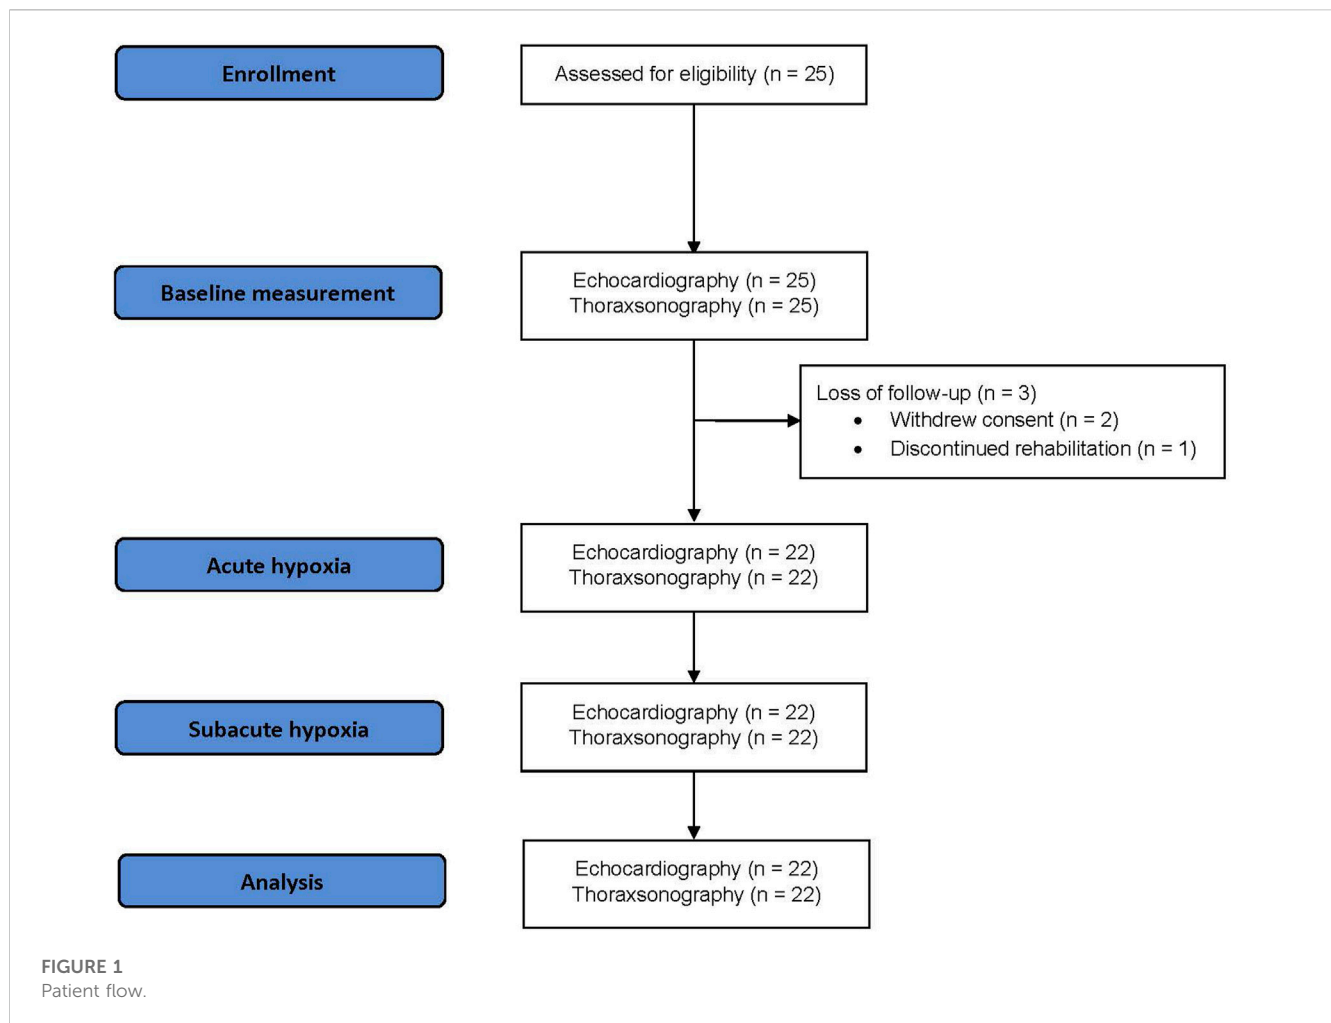 Enrollment
Assessed for eligibility (n = 25)
Baseline measurement
Echocardiography (n = 25)
Thoraxsonography (n = 25)
Loss of follow-up (n = 3)
• Withdrew consent (n = 2)
• Discontinued rehabilitation (n = 1)
Acute hypoxia
Echocardiography (n = 22)
Thoraxsonography (n = 22)
Subacute hypoxia
Echocardiography (n = 22)
Thoraxsonography (n = 22)
Analysis
Echocardiography (n = 22)
Thoraxsonography (n = 22)
FIGURE 1
Patient flow.